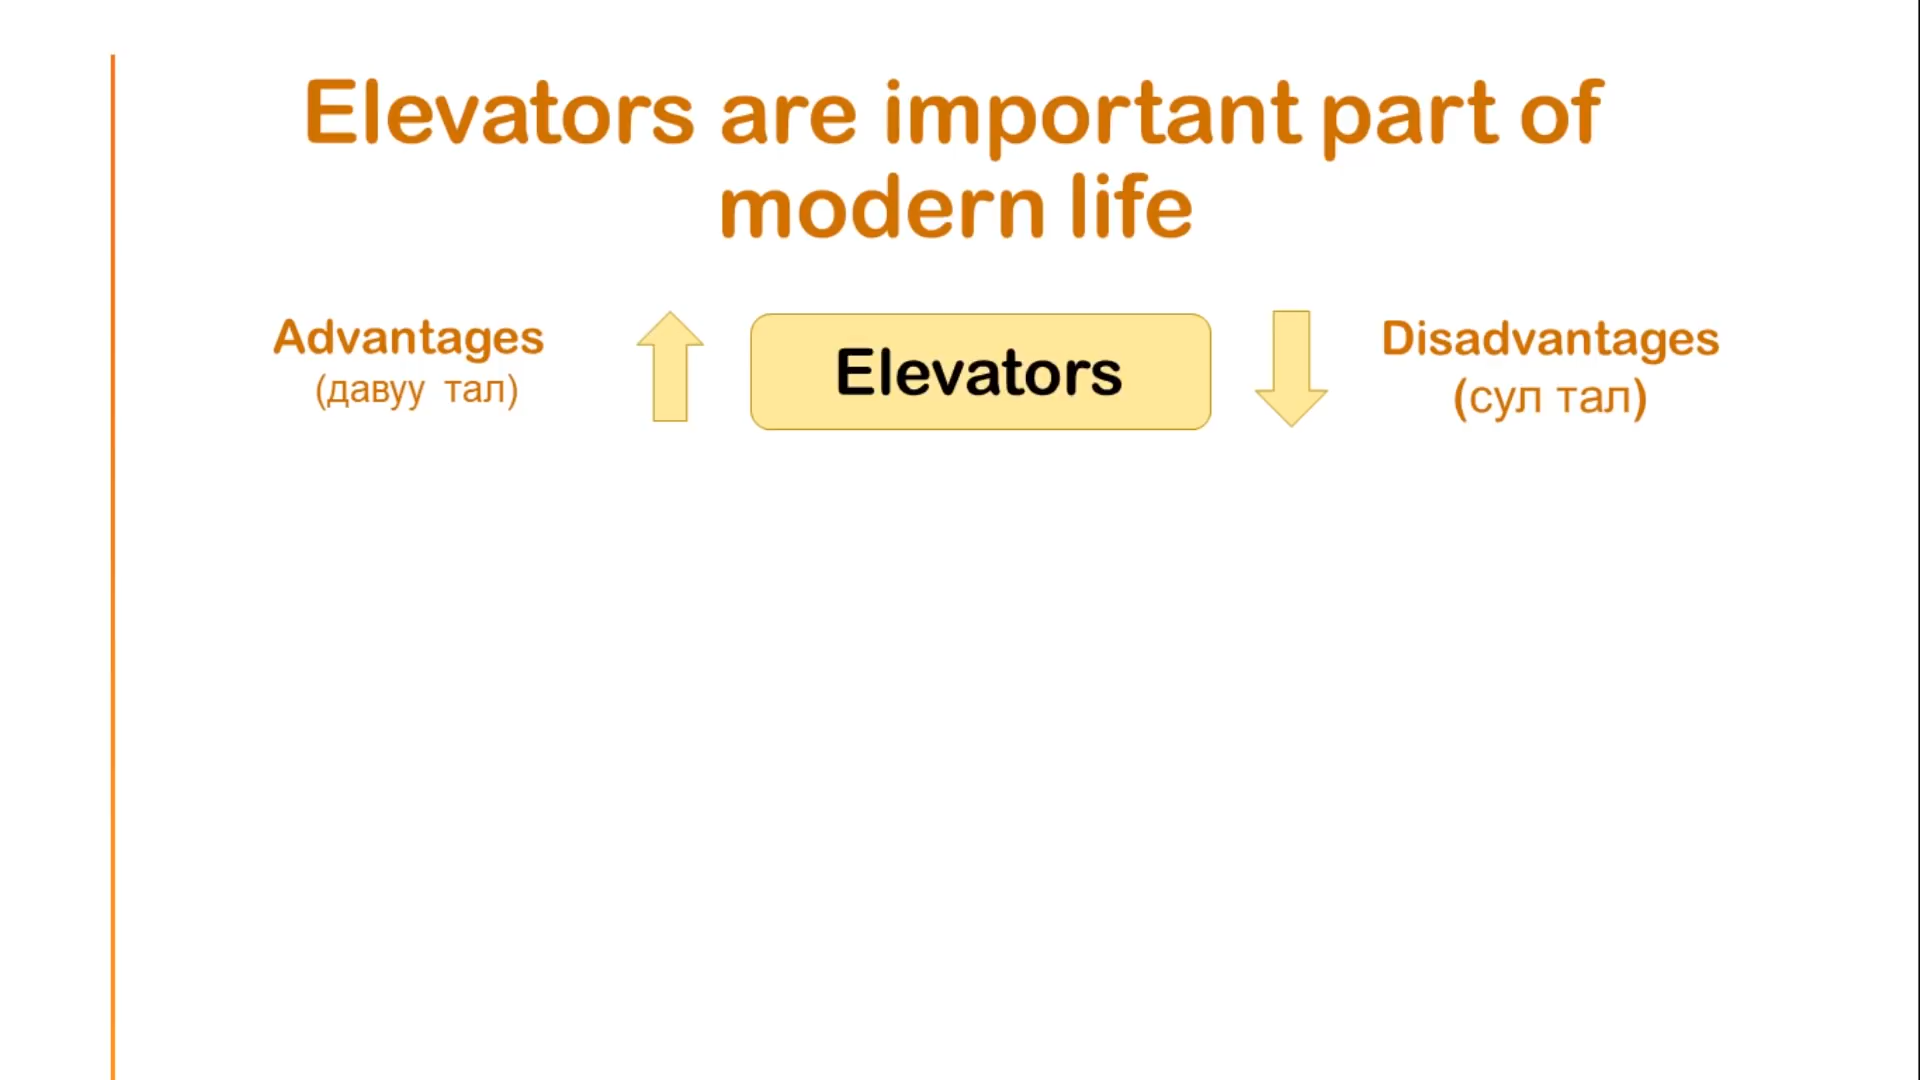 Elevators are important part of
modern life
Advantages
(давуу тал)
Elevators
Disadvantages
(сул тал)